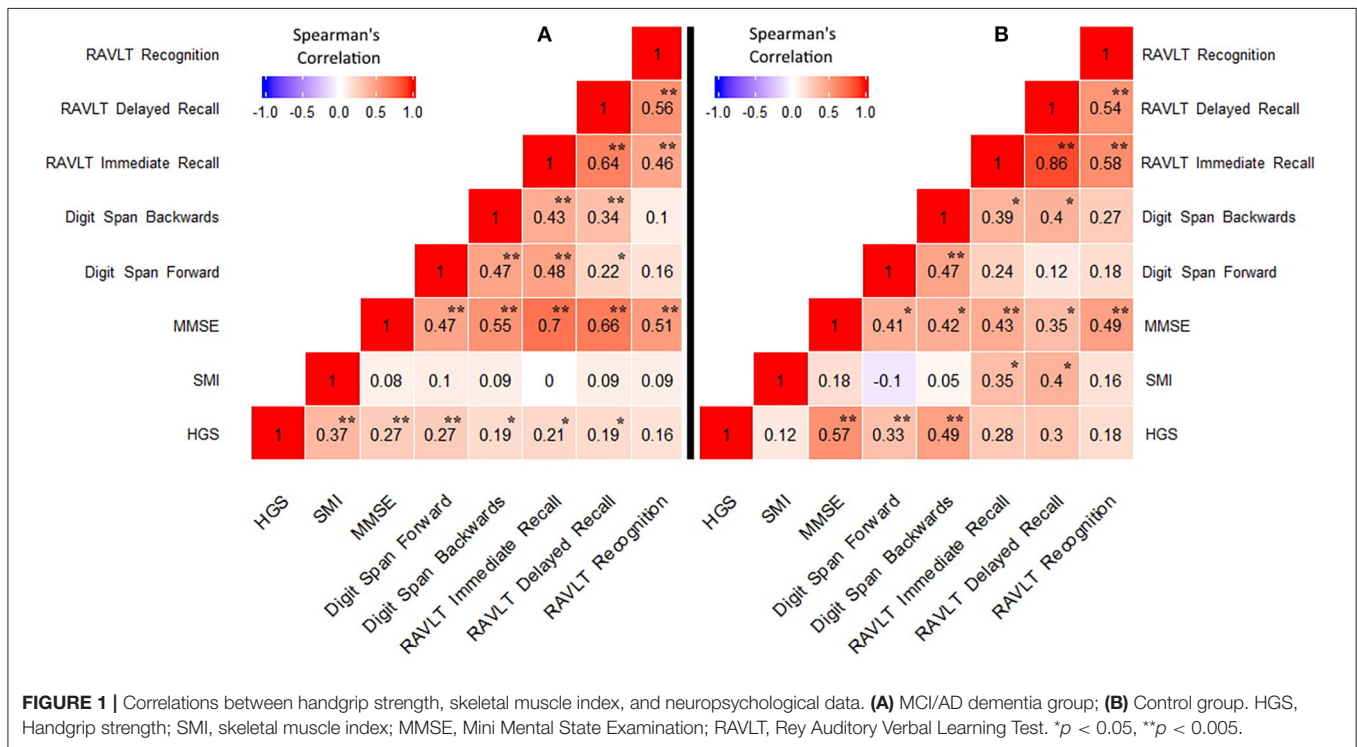 Spearman's
Correlation
A
-1.0 -0.5 0.0 0.5 1.0
RAVLT Recognition 1
RAVLT Delayed Recall 1 0.56**
RAVLT Immediate Recall 1 0.64** 0.46**
Digit Span Backwards 1 0.43** 0.34** 0.1
Digit Span Forward 1 0.47** 0.48** 0.22* 0.16
MMSE 1 0.47** 0.55** 0.7** 0.66** 0.51**
SMI 1 0.08 0.1 0.09 0 0.09 0.09
HGS 1 0.37** 0.27** 0.27** 0.19* 0.21* 0.19* 0.16
HGS
SMI
MMSE
Digit Span Forward
Digit Span Backwards
RAVLT Immediate Recall
RAVLT Delayed Recall
RAVLT Recognition
Spearman's
Correlation
B
-1.0 -0.5 0.0 0.5 1.0
1 RAVLT Recognition
1 0.54** RAVLT Delayed Recall
1 0.86** 0.58** RAVLT Immediate Recall
1 0.39* 0.4* 0.27 Digit Span Backwards
1 0.47** 0.24 0.12 0.18 Digit Span Forward
1 0.41* 0.42* 0.43** 0.35* 0.49** MMSE
1 0.18 -0.1 0.05 0.35* 0.4* 0.16 SMI
1 0.12 0.57** 0.33** 0.49** 0.28 0.3 0.18 HGS
HGS
SMI
MMSE
Digit Span Forward
Digit Span Backwards
RAVLT Immediate Recall
RAVLT Delayed Recall
RAVLT Recognition
FIGURE 1 | Correlations between handgrip strength, skeletal muscle index, and neuropsychological data. (A) MCI/AD dementia group; (B) Control group. HGS,
Handgrip strength; SMI, skeletal muscle index; MMSE, Mini Mental State Examination; RAVLT, Rey Auditory Verbal Learning Test. *p < 0.05, **p < 0.005.